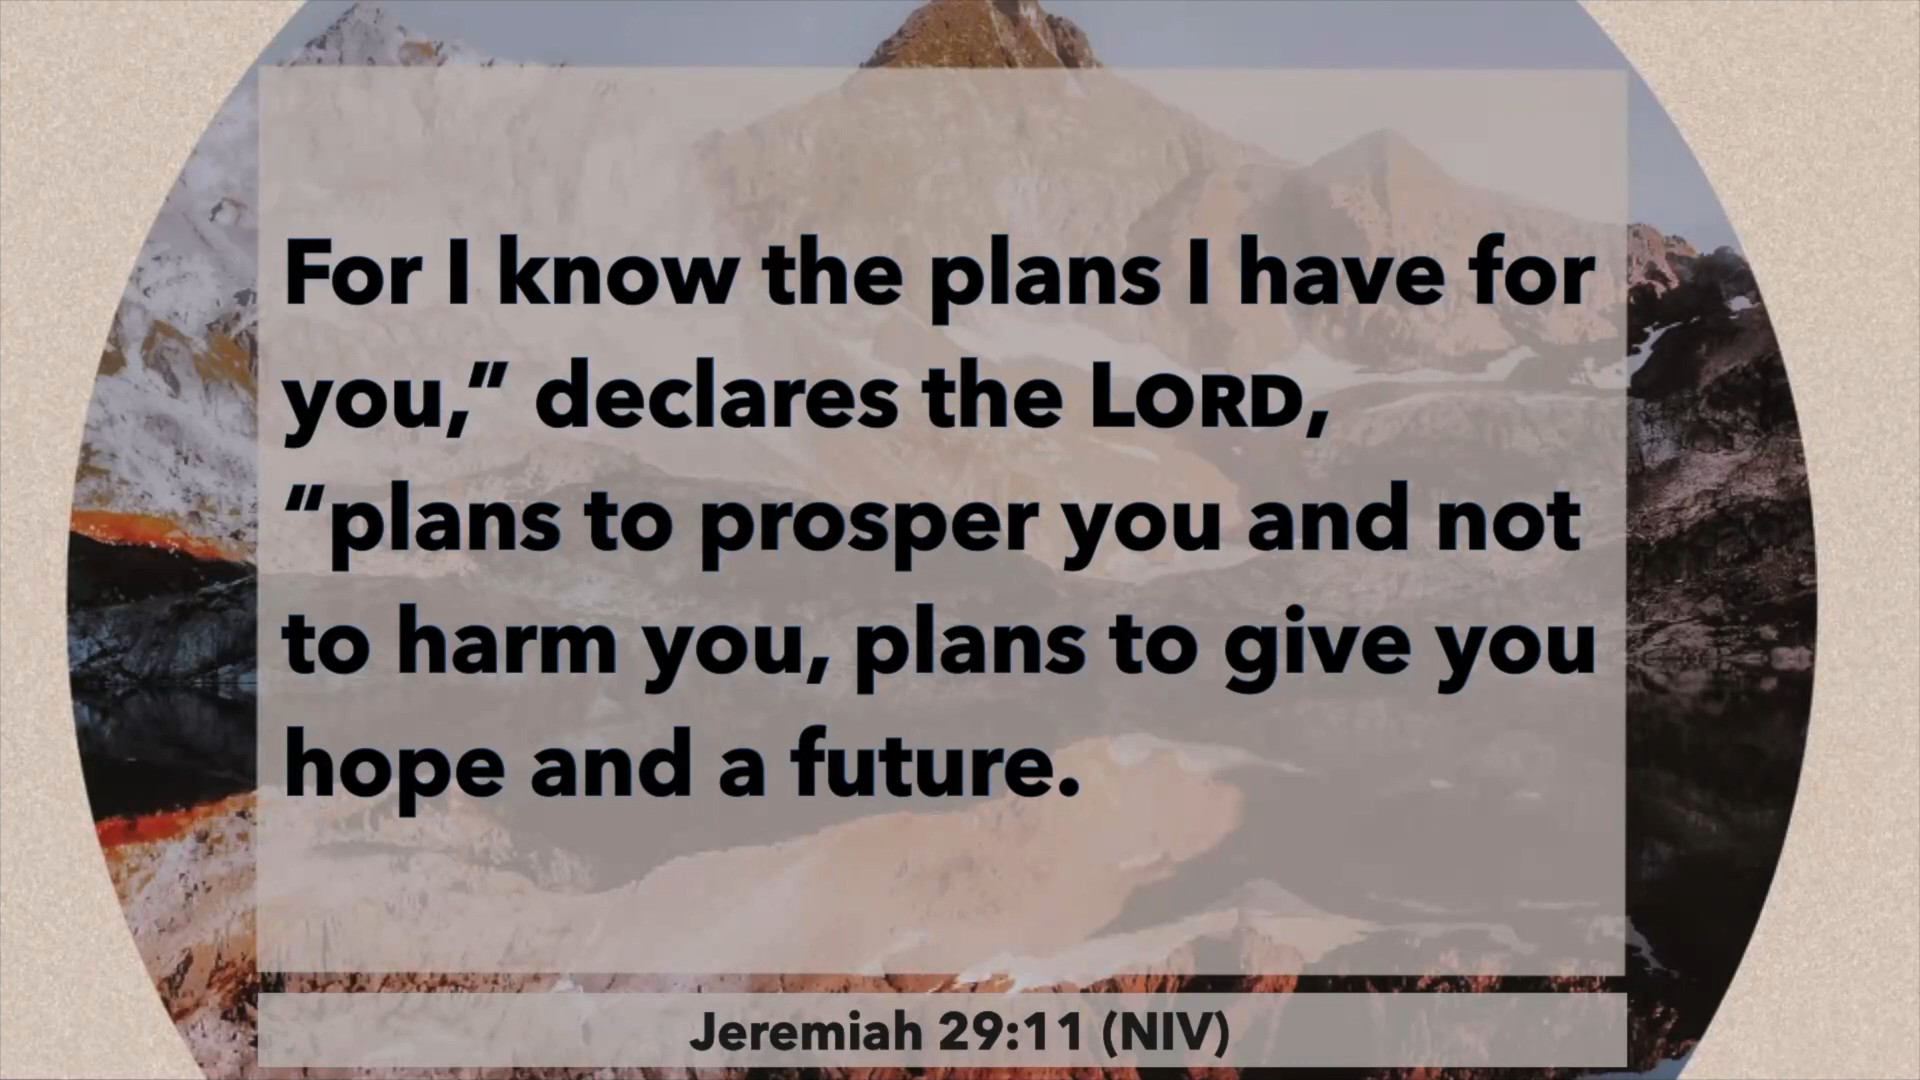 For I know the plans I have for
you,” declares the LORD,
“plans to prosper you and not
to harm you, plans to give you
hope and a future.
Jeremiah 29:11 (NIV)